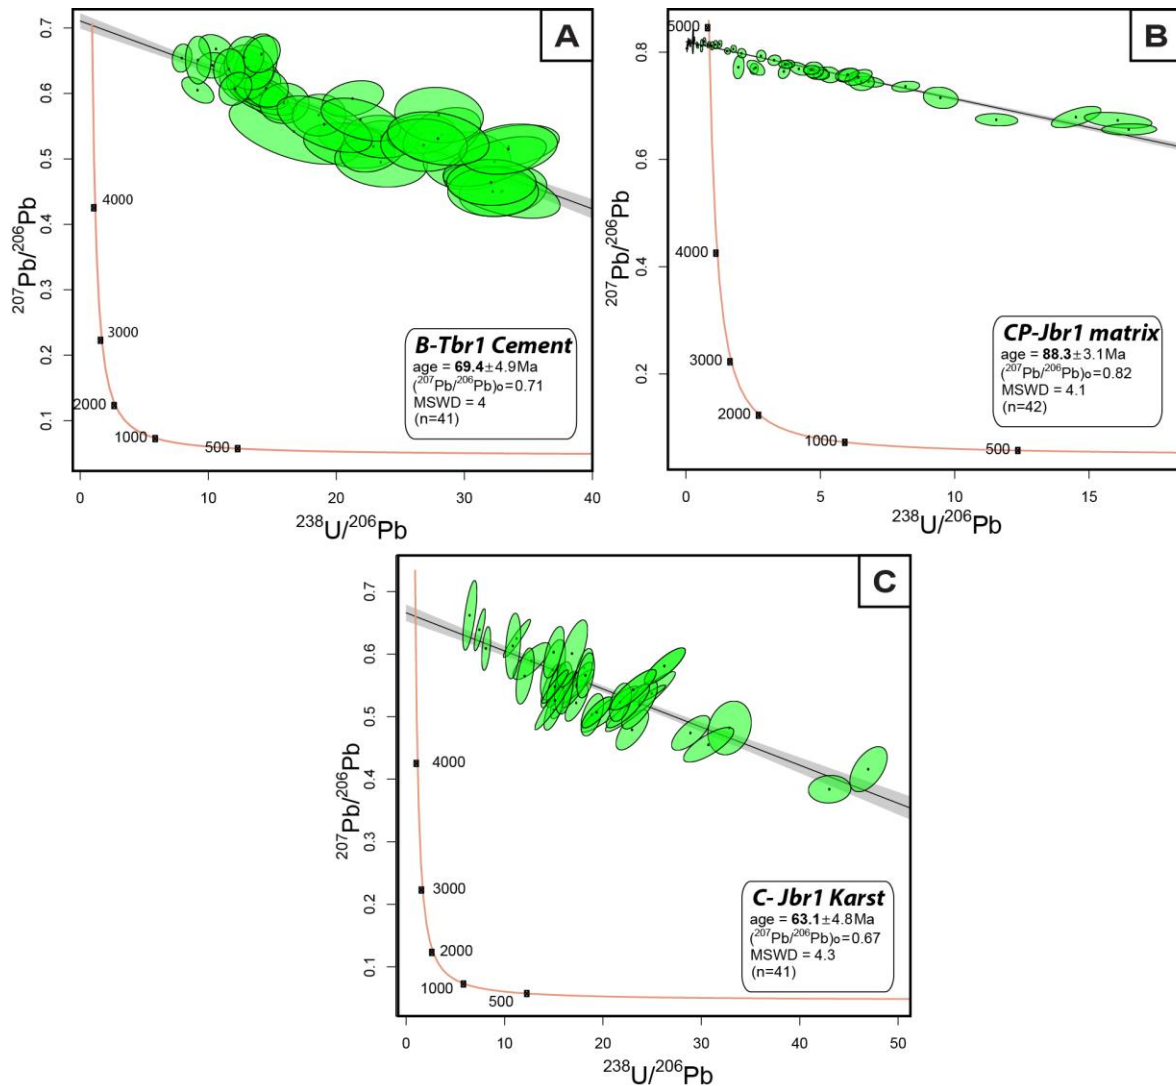 A
0.7
0.6
0.5
0.4
0.3
0.2
0.1
207Pb/206Pb
4000
3000
2000
1000
500
B-Tbr1 Cement
age = 69.4±4.9Ma
(207Pb/206Pb)o=0.71
MSWD = 4
(n=41)
0 10 20 30 40
238U/206Pb
B
0.8
0.6
0.4
0.2
207Pb/206Pb
5000
4000
3000
2000
1000
500
CP-Jbr1 matrix
age = 88.3±3.1Ma
(207Pb/206Pb)o=0.82
MSWD = 4.1
(n=42)
0 5 10 15
238U/206Pb
C
0.7
0.6
0.5
0.4
0.3
0.2
0.1
207Pb/206Pb
4000
3000
2000
1000
500
C- Jbr1 Karst
age = 63.1±4.8Ma
(207Pb/206Pb)o=0.67
MSWD = 4.3
(n=41)
0 10 20 30 40 50
238U/206Pb